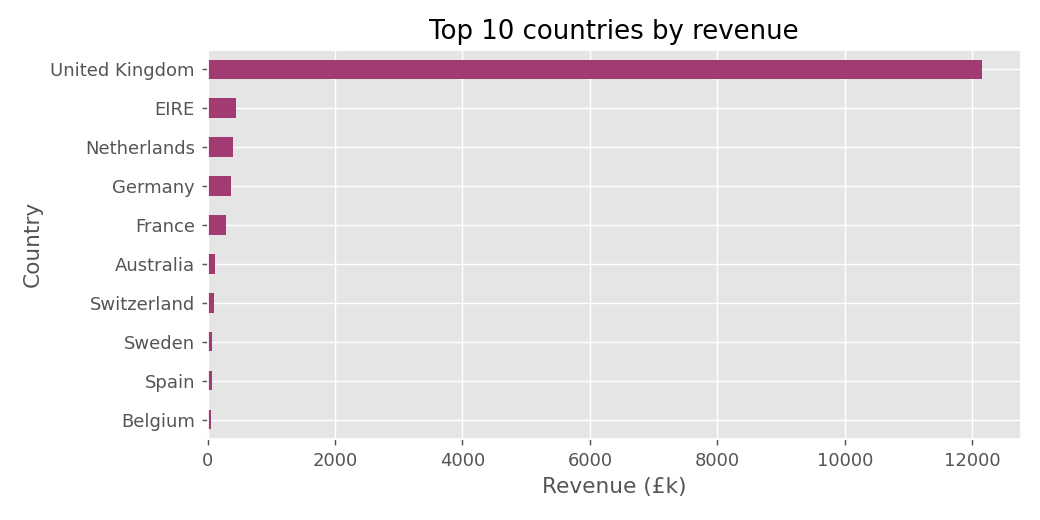 Top 10 countries by revenue
United Kingdom
EIRE
Netherlands
Germany
France
Australia
Switzerland
Sweden
Spain
Belgium
Country
0 2000 4000 6000 8000 10000 12000
Revenue (£k)